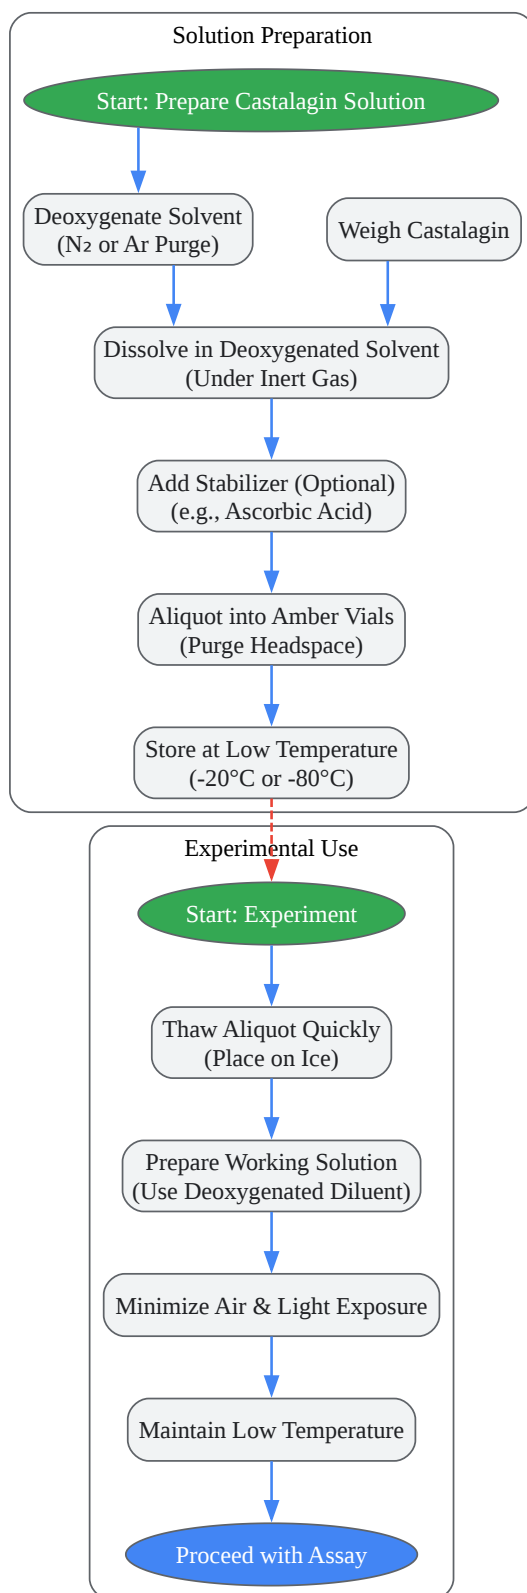 Solution Preparation
Start: Prepare Castalagin Solution
Deoxygenate Solvent
(N₂ or Ar Purge)
Weigh Castalagin
Dissolve in Deoxygenated Solvent
(Under Inert Gas)
Add Stabilizer (Optional)
(e.g., Ascorbic Acid)
Aliquot into Amber Vials
(Purge Headspace)
Store at Low Temperature
(-20°C or -80°C)
Experimental Use
Start: Experiment
Thaw Aliquot Quickly
(Place on Ice)
Prepare Working Solution
(Use Deoxygenated Diluent)
Minimize Air & Light Exposure
Maintain Low Temperature
Proceed with Assay